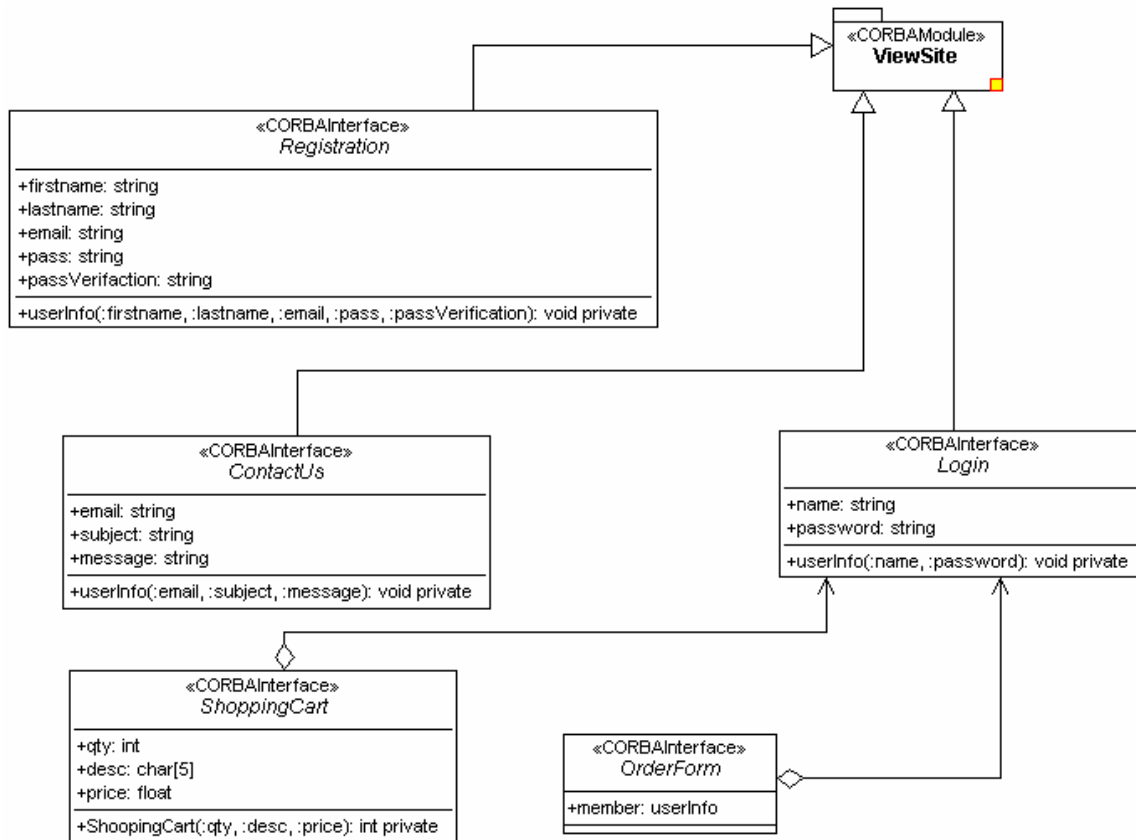 «CORBAModule»
ViewSite
«CORBAInterface»
Registration
+firstname: string
+lastname: string
+email: string
+pass: string
+passVerifaction: string
+userInfo(:firstname, :lastname, :email, :pass, :passVerification): void private
«CORBAInterface»
ContactUs
+email: string
+subject: string
+message: string
+userInfo(:email, :subject, :message): void private
«CORBAInterface»
Login
+name: string
+password: string
+userInfo(:name, :password): void private
«CORBAInterface»
ShoppingCart
+qty: int
+desc: char[5]
+price: float
+ShoopingCart(:qty, :desc, :price): int private
«CORBAInterface»
OrderForm
+member: userInfo